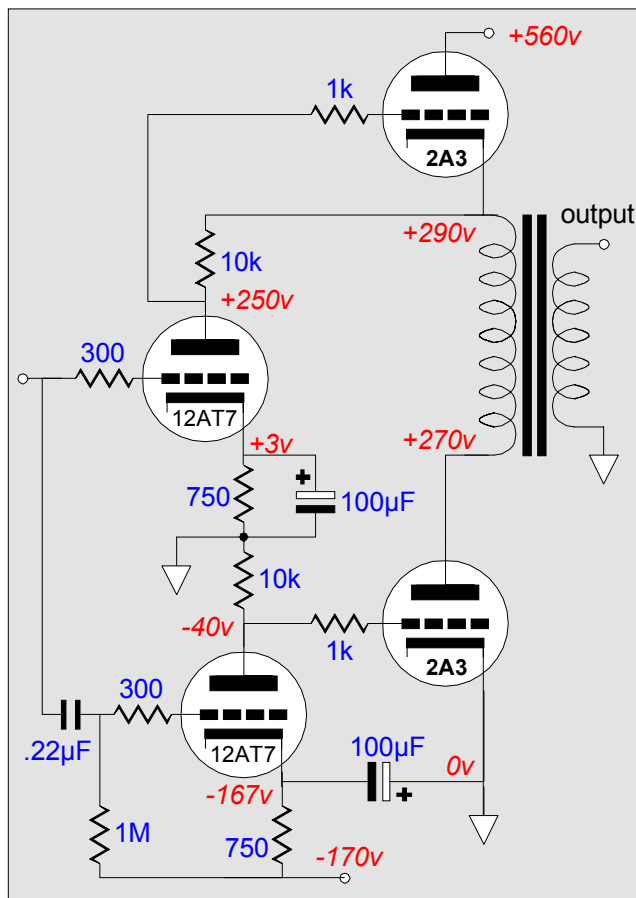 +560v
1k
2A3
output
+290v
10k
+250v
300
12AT7
+270v
+3v
+
750
100µF
10k
-40v
1k
2A3
300
12AT7
.22µF
100µF
0v
+
-167v
1M
750
-170v